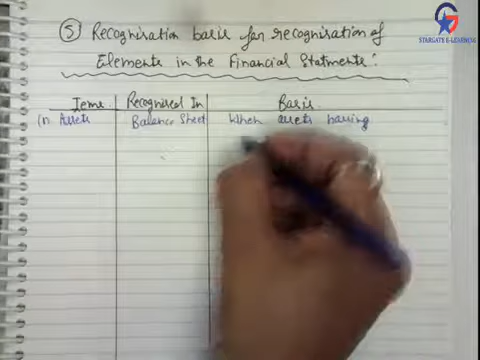 STARGATE E-LEARNING
(5) Recognisation basis for recognisation of
Elements in the Financial Statments:
Items Recognised In Basis
(1) Assets Balance Sheet When assets having